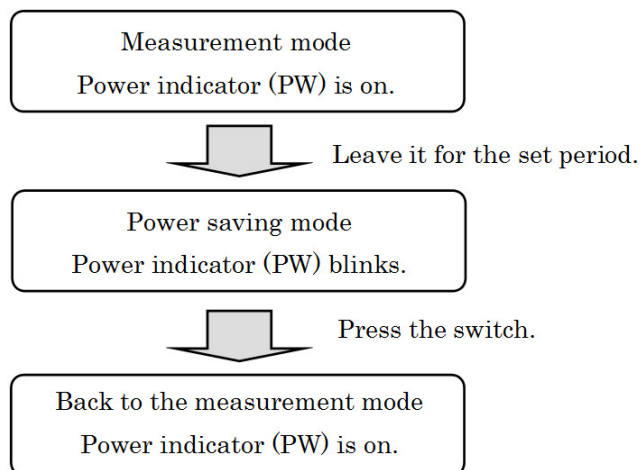 Measurement mode
Power indicator (PW) is on.
Leave it for the set period.
Power saving mode
Power indicator (PW) blinks.
Press the switch.
Back to the measurement mode
Power indicator (PW) is on.